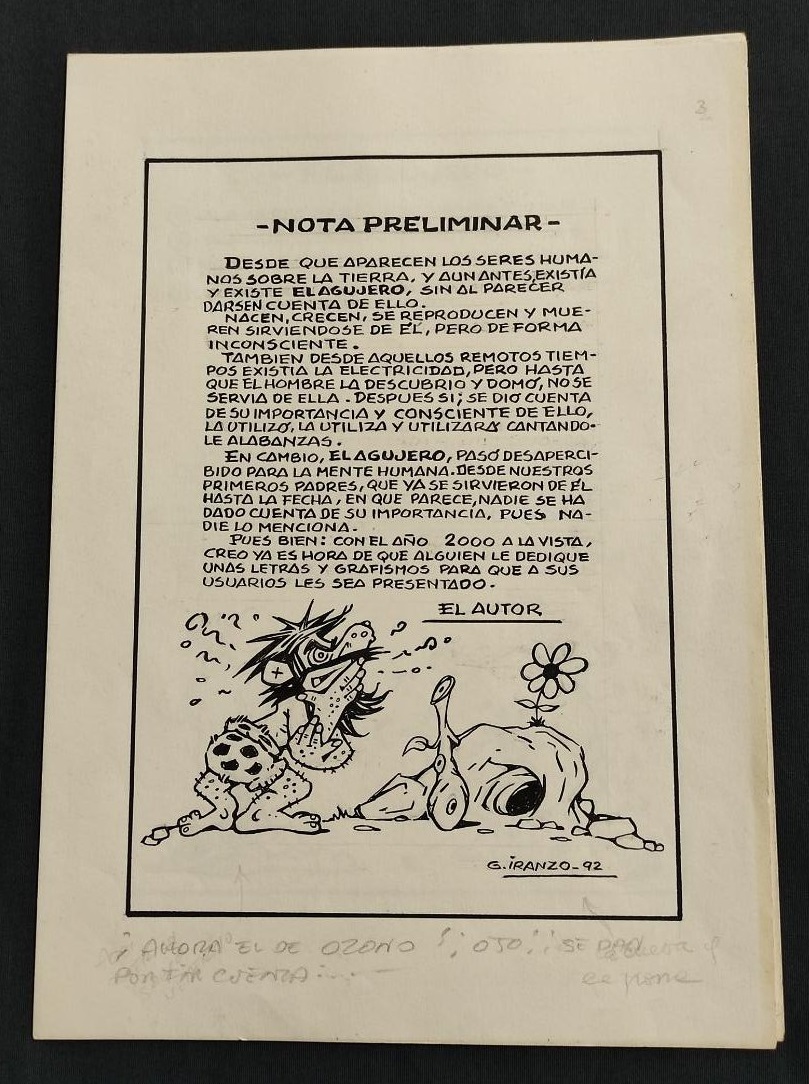 3
-NOTA PRELIMINAR-
DESDE QUE APARECEN LOS SERES HUMA-
NOS SOBRE LA TIERRA, Y AUN ANTES, EXISTÍA
Y EXISTE EL AGUJERO, SIN AL PARECER
DARSEN CUENTA DE ELLO.
NACEN, CRECEN, SE REPRODUCEN Y MUE-
REN SIRVIENDOSE DE ÉL, PERO DE FORMA
INCONSCIENTE.
TAMBIEN DESDE AQUELLOS REMOTOS TIEM-
POS EXISTIA LA ELECTRICIDAD, PERO HASTA
QUE EL HOMBRE LA DESCUBRIO Y DOMÓ, NO SE
SERVIA DE ELLA. DESPUES SI; SE DIO CUENTA
DE SU IMPORTANCIA Y CONSCIENTE DE ELLO,
LA UTILIZÓ, LA UTILIZA Y UTILIZARÁ CANTANDO-
LE ALABANZAS.
EN CAMBIO, EL AGUJERO, PASÓ DESAPERCI-
BIDO PARA LA MENTE HUMANA. DESDE NUESTROS
PRIMEROS PADRES, QUE YA SE SIRVIERON DE ÉL
HASTA LA FECHA, EN QUE PARECE, NADIE SE HA
DADO CUENTA DE SU IMPORTANCIA, PUES NA-
DIE LO MENCIONA.
PUES BIEN: CON EL AÑO 2000 A LA VISTA,
CREO YA ES HORA DE QUE ALGUIEN LE DEDIQUE
UNAS LETRAS Y GRAFISMOS PARA QUE A SUS
USUARIOS LES SEA PRESENTADO.
EL AUTOR
G. IRANZO-92
¡AHORA EL DE OZONO! ¡OJO! SE DAN
POR FIN CUENTA...